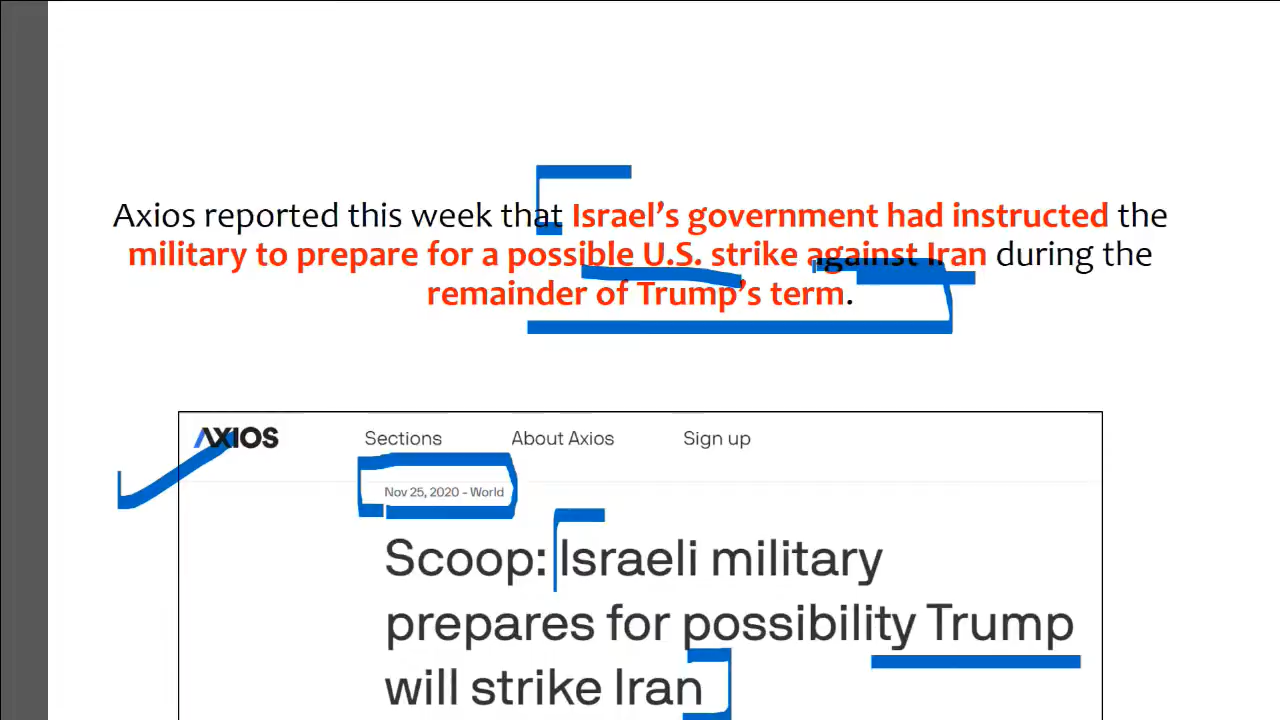 Axios reported this week that Israel’s government had instructed the
military to prepare for a possible U.S. strike against Iran during the
remainder of Trump’s term.
AXIOS Sections About Axios Sign up
Nov 25, 2020 - World
Scoop: Israeli military
prepares for possibility Trump
will strike Iran